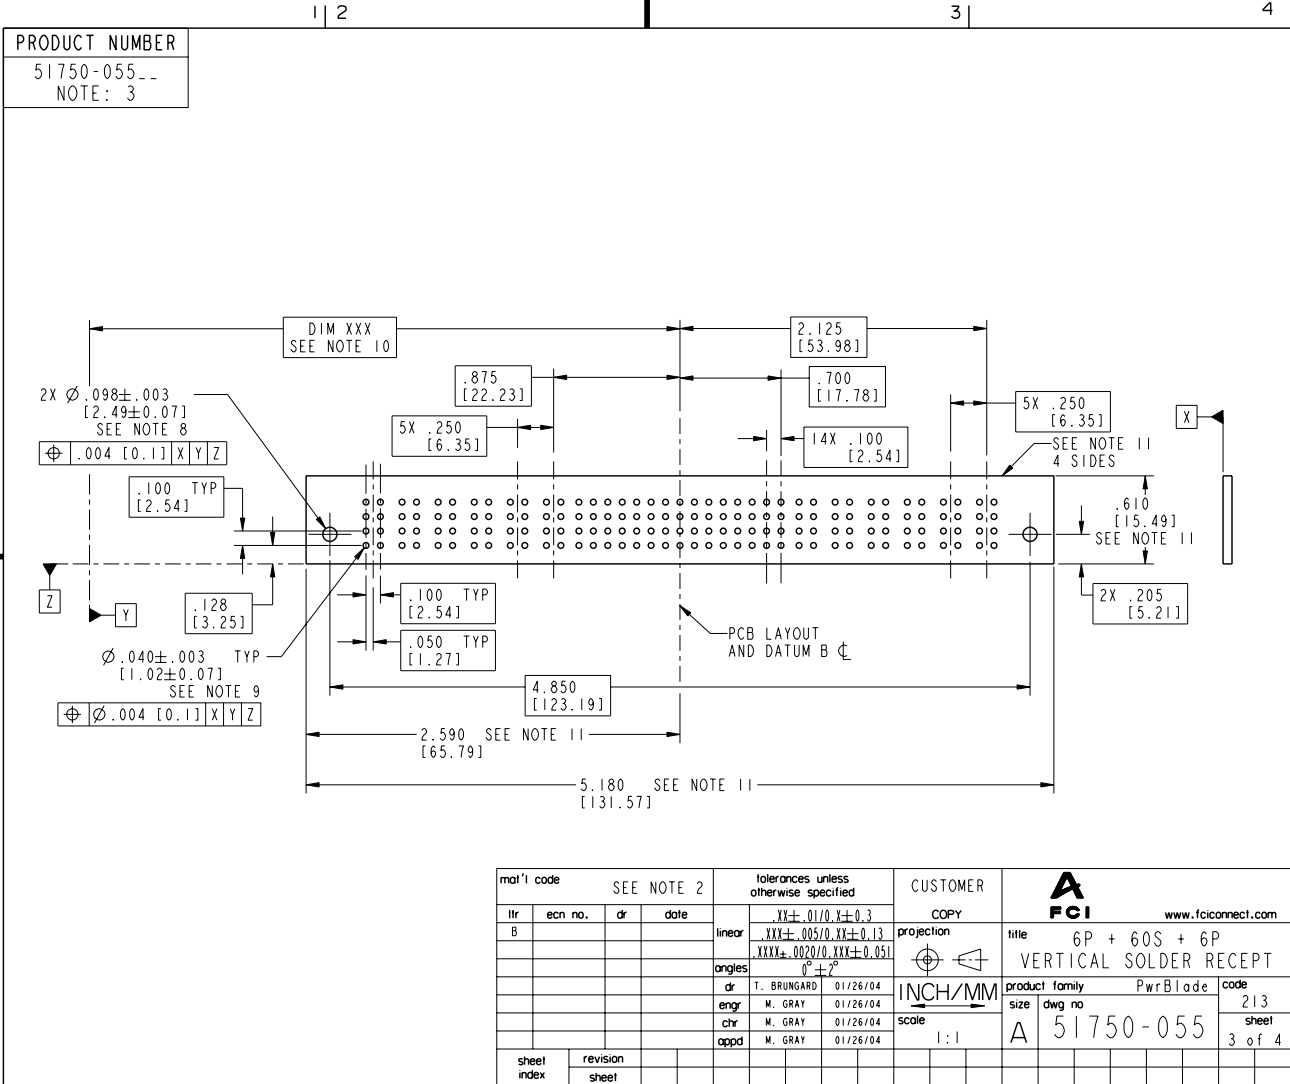 1 2 3 4
PRODUCT NUMBER
51750-055__
NOTE: 3
DIM XXX
SEE NOTE 10
2.125
[53.98]
.875
[22.23]
.700
[17.78]
2X Ø.098±.003
[2.49±0.07]
SEE NOTE 8
⌖ .004 [0.1] X Y Z
5X .250
[6.35]
14X .100
[2.54]
5X .250
[6.35]
X
SEE NOTE 11
4 SIDES
.100 TYP
[2.54]
.610
[15.49]
SEE NOTE 11
Z
Y
.128
[3.25]
.100 TYP
[2.54]
2X .205
[5.21]
.050 TYP
[1.27]
PCB LAYOUT
AND DATUM B ℄
Ø.040±.003 TYP
[1.02±0.07]
SEE NOTE 9
⌖ Ø.004 [0.1] X Y Z
4.850
[123.19]
2.590 SEE NOTE 11
[65.79]
5.180 SEE NOTE 11
[131.57]
mat'l code SEE NOTE 2
tolerances unless
otherwise specified
CUSTOMER
COPY
FCI
www.fciconnect.com
ltr ecn no. dr date
B
linear
.XX±.01/0.X±0.3
.XXX±.005/0.XX±0.13
.XXXX±.0020/0.XXX±0.051
angles 0°±2°
projection
title 6P + 60S + 6P
VERTICAL SOLDER RECEPT
dr T. BRUNGARD 01/26/04
engr M. GRAY 01/26/04
chr M. GRAY 01/26/04
appd M. GRAY 01/26/04
INCH/MM
scale
1:1
product family PwrBlade
code
213
size
A
dwg no
51750-055
sheet
3 of 4
sheet
index
revision
sheet